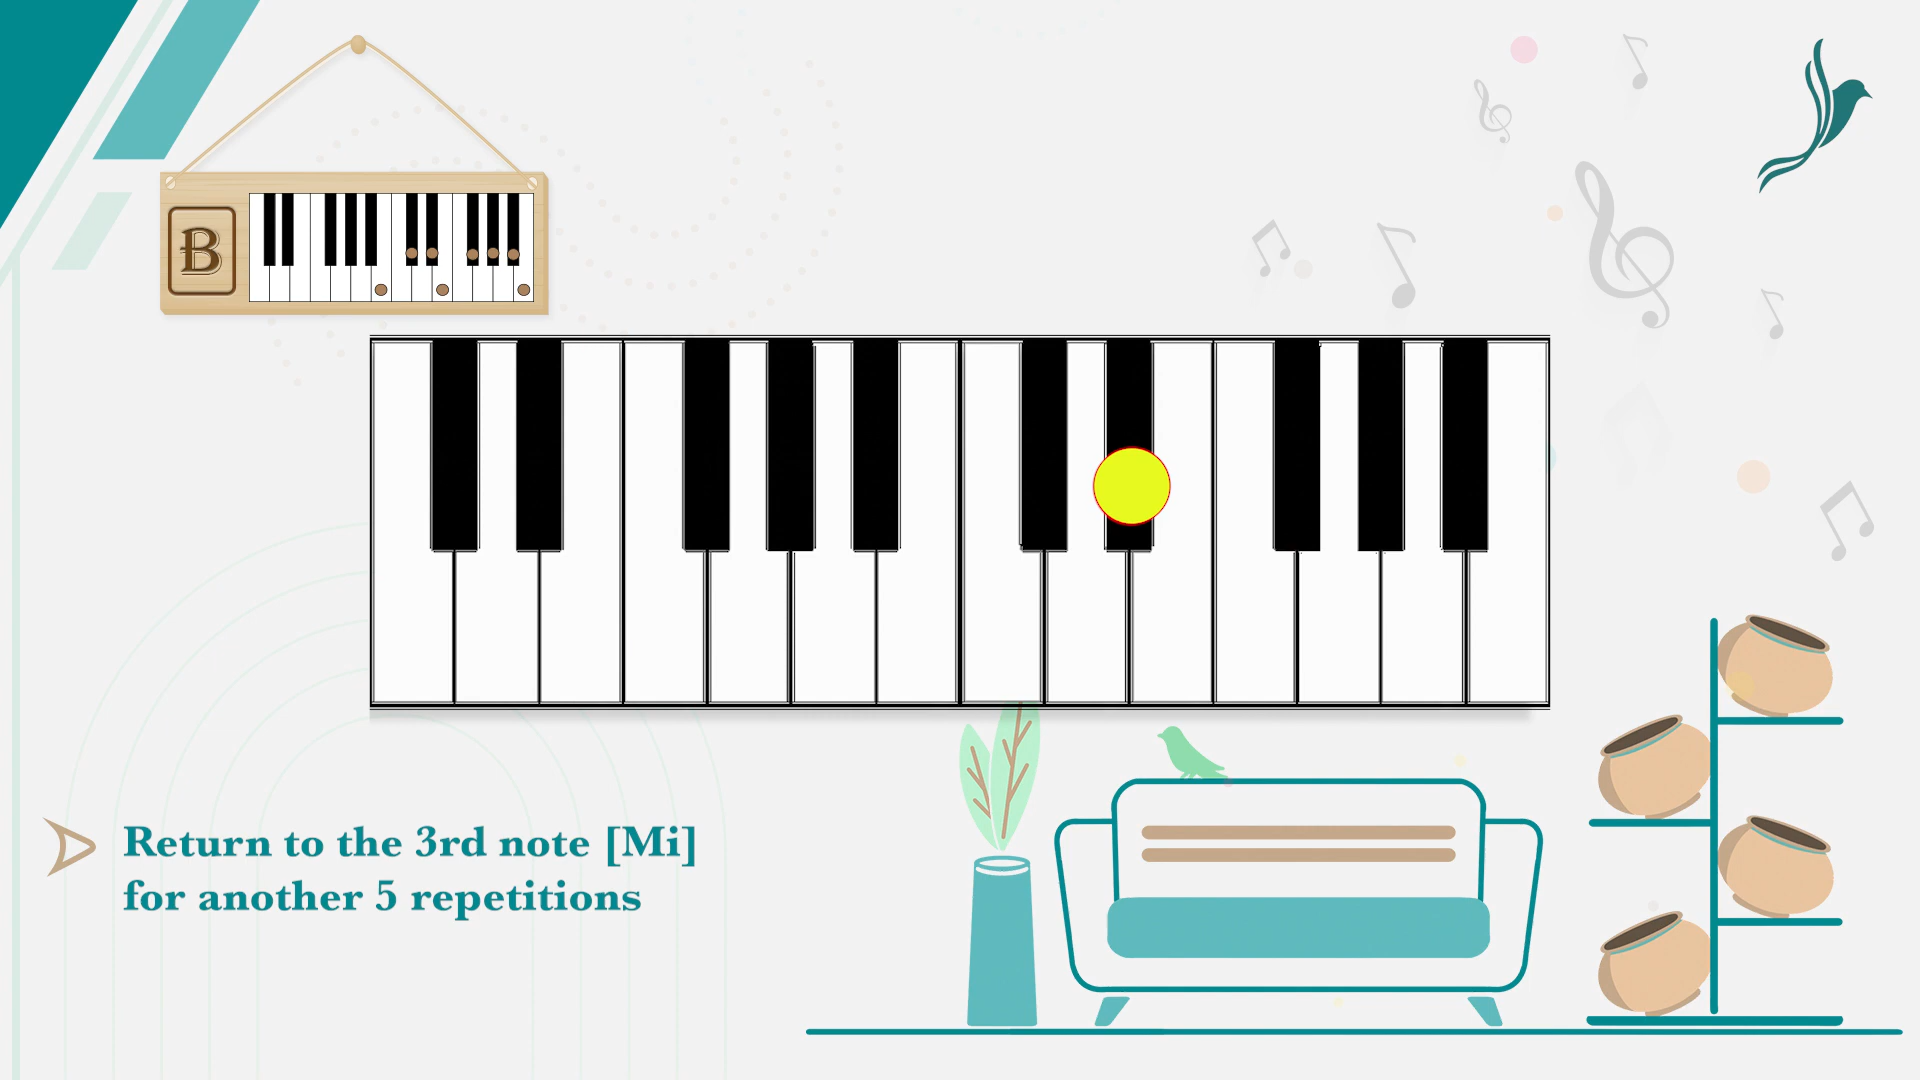 B
Return to the 3rd note [Mi]
for another 5 repetitions